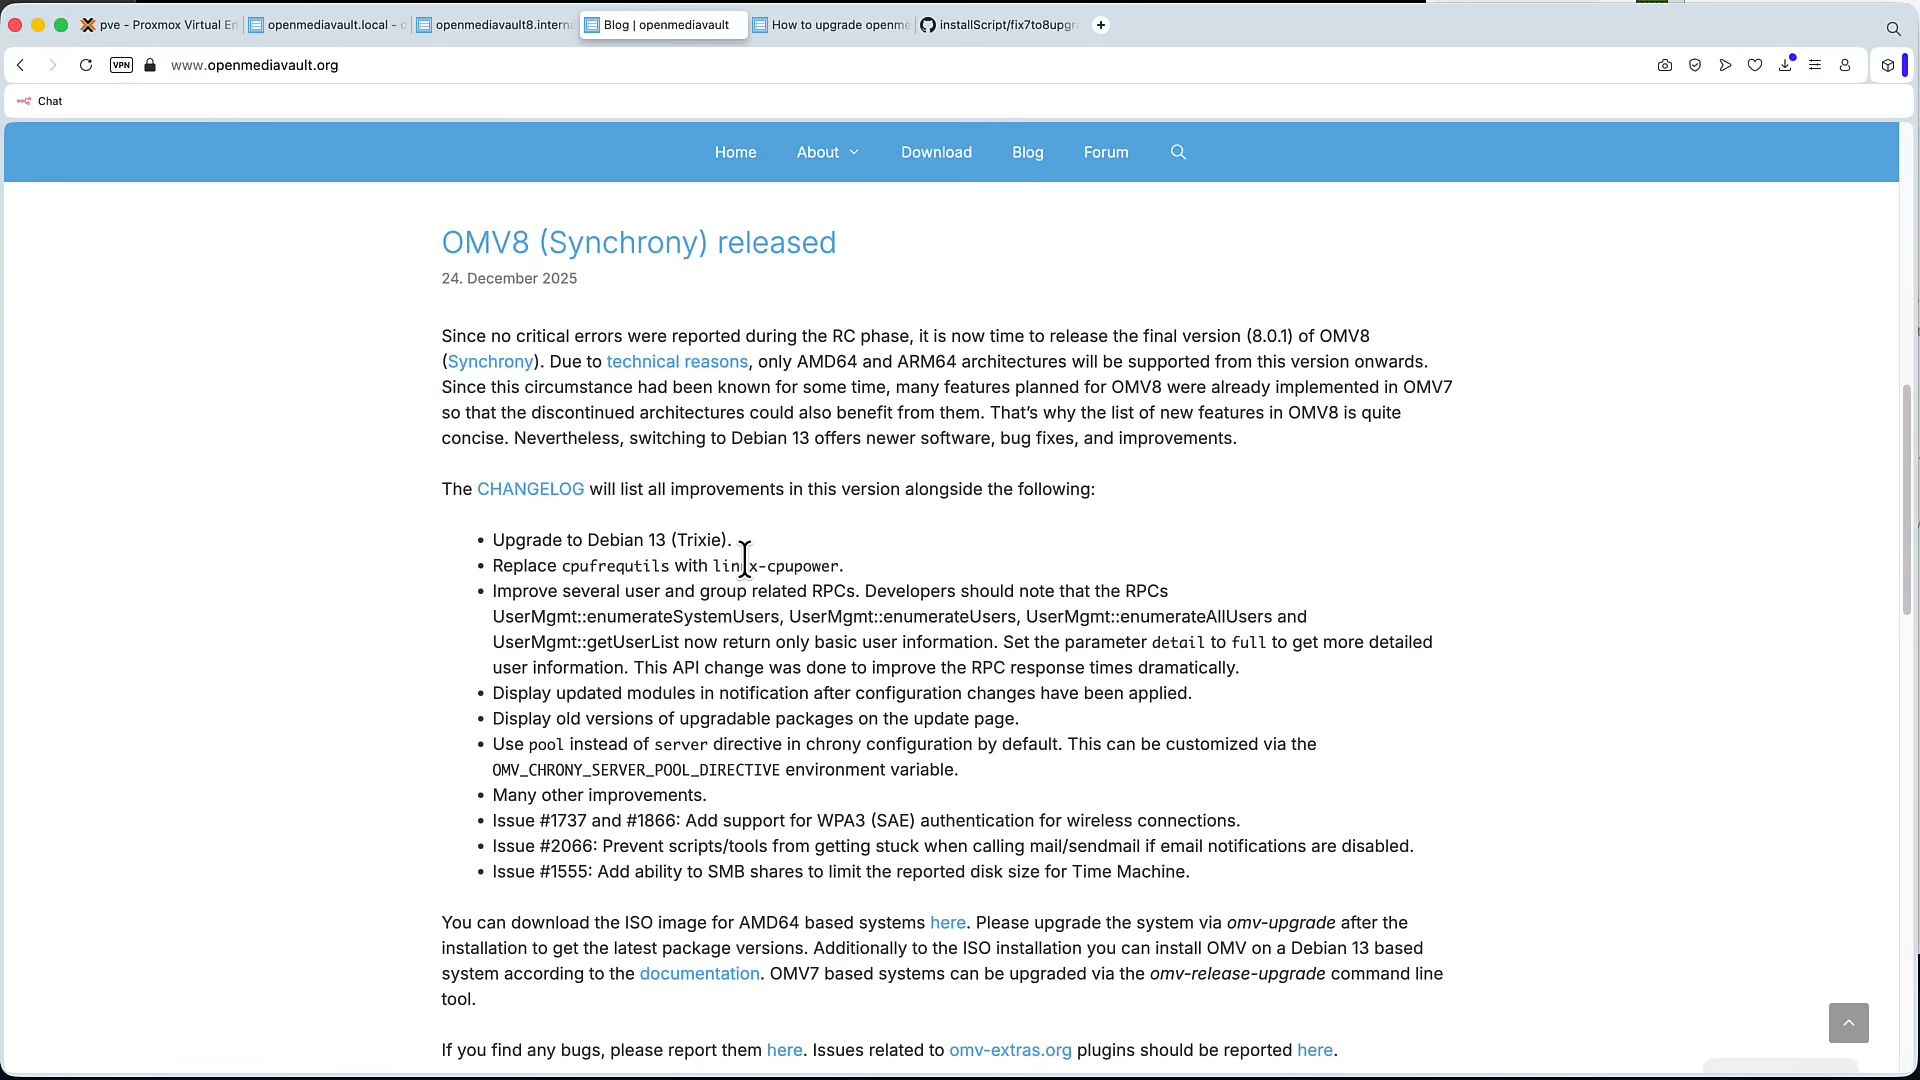 pve - Proxmox Virtual En
openmediavault.local - o
openmediavault8.interna
Blog | openmediavault
How to upgrade openme
installScript/fix7to8upgra
VPN
www.openmediavault.org
Chat
Home
About
Download
Blog
Forum
OMV8 (Synchrony) released
24. December 2025
Since no critical errors were reported during the RC phase, it is now time to release the final version (8.0.1) of OMV8
(Synchrony). Due to technical reasons, only AMD64 and ARM64 architectures will be supported from this version onwards.
Since this circumstance had been known for some time, many features planned for OMV8 were already implemented in OMV7
so that the discontinued architectures could also benefit from them. That’s why the list of new features in OMV8 is quite
concise. Nevertheless, switching to Debian 13 offers newer software, bug fixes, and improvements.
The CHANGELOG will list all improvements in this version alongside the following:
• Upgrade to Debian 13 (Trixie).
• Replace cpufrequtils with linux-cpupower.
• Improve several user and group related RPCs. Developers should note that the RPCs
UserMgmt::enumerateSystemUsers, UserMgmt::enumerateUsers, UserMgmt::enumerateAllUsers and
UserMgmt::getUserList now return only basic user information. Set the parameter detail to full to get more detailed
user information. This API change was done to improve the RPC response times dramatically.
• Display updated modules in notification after configuration changes have been applied.
• Display old versions of upgradable packages on the update page.
• Use pool instead of server directive in chrony configuration by default. This can be customized via the
OMV_CHRONY_SERVER_POOL_DIRECTIVE environment variable.
• Many other improvements.
• Issue #1737 and #1866: Add support for WPA3 (SAE) authentication for wireless connections.
• Issue #2066: Prevent scripts/tools from getting stuck when calling mail/sendmail if email notifications are disabled.
• Issue #1555: Add ability to SMB shares to limit the reported disk size for Time Machine.
You can download the ISO image for AMD64 based systems here. Please upgrade the system via omv-upgrade after the
installation to get the latest package versions. Additionally to the ISO installation you can install OMV on a Debian 13 based
system according to the documentation. OMV7 based systems can be upgraded via the omv-release-upgrade command line
tool.
If you find any bugs, please report them here. Issues related to omv-extras.org plugins should be reported here.